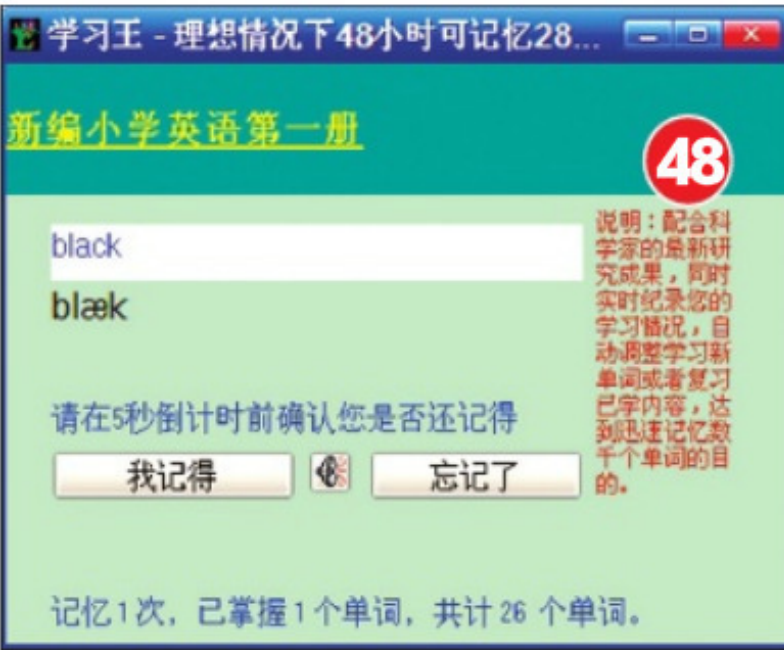 学习王 - 理想情况下48小时可记忆28...
新编小学英语第一册
48
black
blæk
说明：配合科
学家的最新研
究成果，同时
实时纪录您的
学习情况，自
动调整学习新
单词或者复习
已学内容，达
到迅速记忆数
千个单词的目
的。
请在5秒倒计时前确认您是否还记得
我记得
忘记了
记忆1次，已掌握1个单词，共计26 个单词。